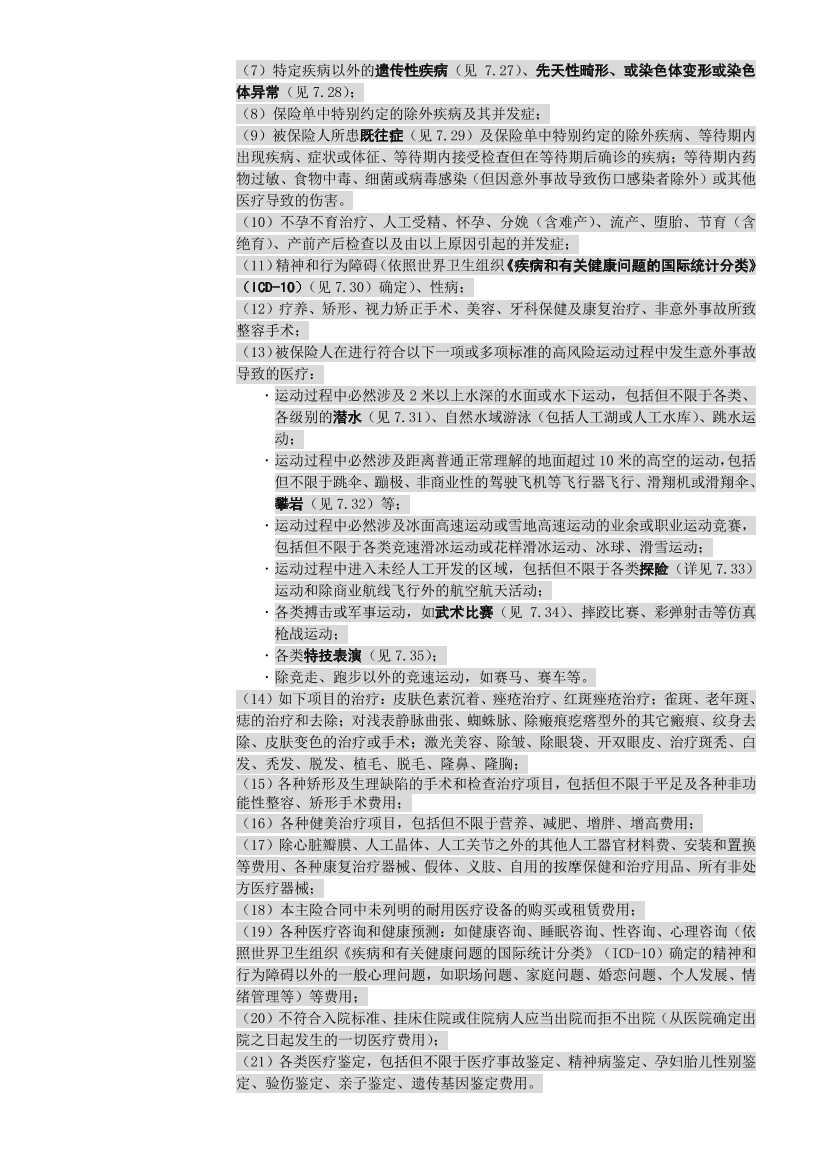 （7）特定疾病以外的遗传性疾病（见 7.27）、先天性畸形、或染色体变形或染色
体异常（见 7.28）；
（8）保险单中特别约定的除外疾病及其并发症；
（9）被保险人所患既往症（见 7.29）及保险单中特别约定的除外疾病、等待期内
出现疾病、症状或体征、等待期内接受检查但在等待期后确诊的疾病；等待期内药
物过敏、食物中毒、细菌或病毒感染（但因意外事故导致伤口感染者除外）或其他
医疗导致的伤害。
（10）不孕不育治疗、人工受精、怀孕、分娩（含难产）、流产、堕胎、节育（含
绝育）、产前产后检查以及由以上原因引起的并发症；
（11）精神和行为障碍（依照世界卫生组织《疾病和有关健康问题的国际统计分类》
（ICD-10）（见 7.30）确定）、性病；
（12）疗养、矫形、视力矫正手术、美容、牙科保健及康复治疗、非意外事故所致
整容手术；
（13）被保险人在进行符合以下一项或多项标准的高风险运动过程中发生意外事故
导致的医疗：
·运动过程中必然涉及 2 米以上水深的水面或水下运动，包括但不限于各类、
各级别的潜水（见 7.31）、自然水域游泳（包括人工湖或人工水库）、跳水运
动；
·运动过程中必然涉及距离普通正常理解的地面超过 10 米的高空的运动，包括
但不限于跳伞、蹦极、非商业性的驾驶飞机等飞行器飞行、滑翔机或滑翔伞、
攀岩（见 7.32）等；
·运动过程中必然涉及冰面高速运动或雪地高速运动的业余或职业运动竞赛，
包括但不限于各类竞速滑冰运动或花样滑冰运动、冰球、滑雪运动；
·运动过程中进入未经人工开发的区域，包括但不限于各类探险（详见 7.33）
运动和除商业航线飞行外的航空航天活动；
·各类搏击或军事运动，如武术比赛（见 7.34）、摔跤比赛、彩弹射击等仿真
枪战运动；
·各类特技表演（见 7.35）；
·除竞走、跑步以外的竞速运动，如赛马、赛车等。
（14）如下项目的治疗：皮肤色素沉着、痤疮治疗、红斑痤疮治疗；雀斑、老年斑、
痣的治疗和去除；对浅表静脉曲张、蜘蛛脉、除瘢痕疙瘩型外的其它瘢痕、纹身去
除、皮肤变色的治疗或手术；激光美容、除皱、除眼袋、开双眼皮、治疗斑秃、白
发、秃发、脱发、植毛、脱毛、隆鼻、隆胸；
（15）各种矫形及生理缺陷的手术和检查治疗项目，包括但不限于平足及各种非功
能性整容、矫形手术费用；
（16）各种健美治疗项目，包括但不限于营养、减肥、增胖、增高费用；
（17）除心脏瓣膜、人工晶体、人工关节之外的其他人工器官材料费、安装和置换
等费用、各种康复治疗器械、假体、义肢、自用的按摩保健和治疗用品、所有非处
方医疗器械；
（18）本主险合同中未列明的耐用医疗设备的购买或租赁费用；
（19）各种医疗咨询和健康预测：如健康咨询、睡眠咨询、性咨询、心理咨询（依
照世界卫生组织《疾病和有关健康问题的国际统计分类》（ICD-10）确定的精神和
行为障碍以外的一般心理问题，如职场问题、家庭问题、婚恋问题、个人发展、情
绪管理等）等费用；
（20）不符合入院标准、挂床住院或住院病人应当出院而拒不出院（从医院确定出
院之日起发生的一切医疗费用）；
（21）各类医疗鉴定，包括但不限于医疗事故鉴定、精神病鉴定、孕妇胎儿性别鉴
定、验伤鉴定、亲子鉴定、遗传基因鉴定费用。